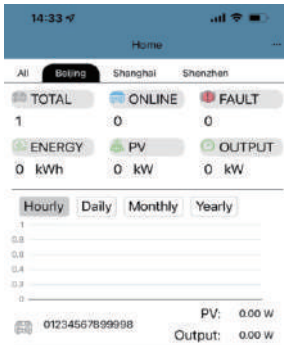 14:33
Home
All Beijing Shanghai Shenzhen
TOTAL ONLINE FAULT
1 0 0
ENERGY PV OUTPUT
0 kWh 0 kW 0 kW
Hourly Daily Monthly Yearly
1
0.8
0.6
0.4
0.2
0
01234567899998
PV: 0.00 W
Output: 0.00 W